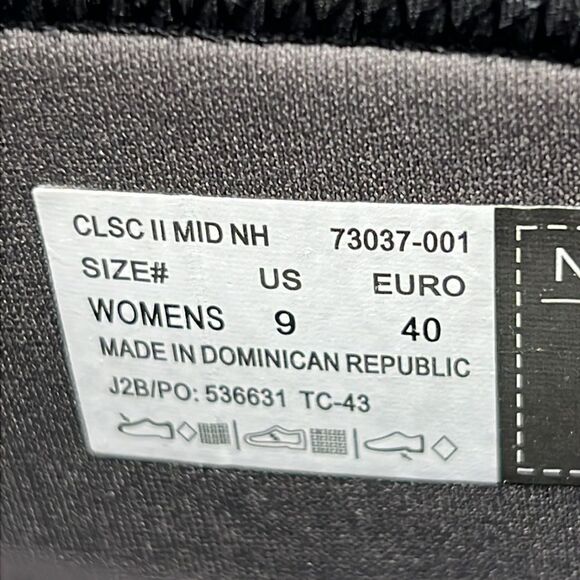 CLSC II MID NH 73037-001
SIZE# US EURO
WOMENS 9 40
MADE IN DOMINICAN REPUBLIC
J2B/PO: 536631 TC-43
N